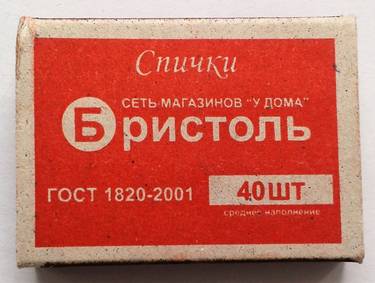 Спички
СЕТЬ МАГАЗИНОВ "У ДОМА"
Бристоль
ГОСТ 1820-2001 40ШТ
среднее наполнение